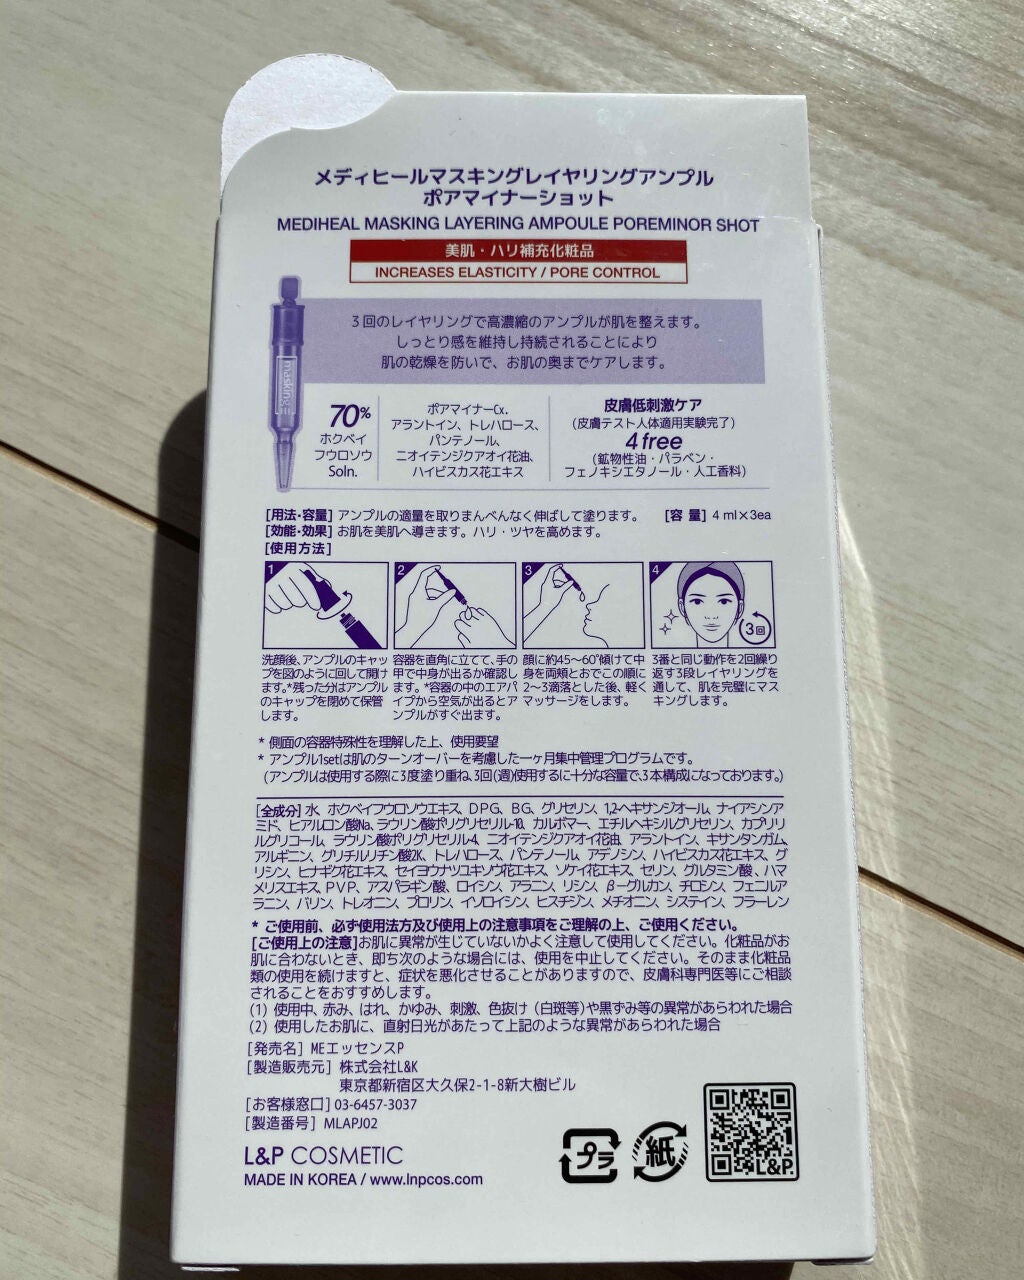 メディヒールマスキングレイヤリングアンプル
ポアマイナーショット
MEDIHEAL MASKING LAYERING AMPOULE POREMINOR SHOT
美肌・ハリ補充化粧品
INCREASES ELASTICITY / PORE CONTROL
3回のレイヤリングで高濃縮のアンプルが肌を整えます。
しっとり感を維持し持続されることにより
肌の乾燥を防いで、お肌の奥までケアします。
masking
70%
ホクベイ
フウロソウ
Soln.
ポアマイナーCx.
アラントイン、トレハロース、
パンテノール、
ニオイテンジクアオイ花油、
ハイビスカス花エキス
皮膚低刺激ケア
(皮膚テスト人体適用実験完了)
4 free
(鉱物性油・パラベン・
フェノキシエタノール・人工香料)
[用法・容量] アンプルの適量を取りまんべんなく伸ばして塗ります。 [容 量] 4 ml×3ea
[効能・効果] お肌を美肌へ導きます。ハリ・ツヤを高めます。
[使用方法]
1
2
3
4
3回
洗顔後、アンプルのキャッ
プを図のように回して開け
ます。*残った分はアンプル
のキャップを閉めて保管
します。
容器を直角に立てて、手の
甲で中身が出るか確認し
ます。*容器の中のエアパ
イプから空気が出るとア
ンプルがすぐ出ます。
顔に約45~60°傾けて中
身を両頬とおでこの順に
2~3滴落とした後、軽く
マッサージをします。
3番と同じ動作を2回繰り
返す3段レイヤリングを
通して、肌を完璧にマス
キングします。
* 側面の容器特殊性を理解した上、使用要望
* アンプル1setは肌のターンオーバーを考慮した一ヶ月集中管理プログラムです。
(アンプルは使用する際に3度塗り重ね、3回(週)使用するに十分な容量で、3本構成になっております。)
[全成分] 水、ホクベイフウロソウエキス、DPG、BG、グリセリン、1,2-ヘキサンジオール、ナイアシンア
ミド、ヒアルロン酸Na、ラウリン酸ポリグリセリル-10、カルボマー、エチルヘキシルグリセリン、カプリリ
ルグリコール、ラウリン酸ポリグリセリル-4、ニオイテンジクアオイ花油、アラントイン、キサンタンガム、
アルギニン、グリチルリチン酸2K、トレハロース、パンテノール、アデノシン、ハイビスカス花エキス、グ
リシン、ヒナギク花エキス、セイヨウナツユキソウ花エキス、ソケイ花エキス、セリン、グルタミン酸、ハマ
メリスエキス、PVP、アスパラギン酸、ロイシン、アラニン、リシン、β-グルカン、チロシン、フェニルア
ラニン、バリン、トレオニン、プロリン、イソロイシン、ヒスチジン、メチオニン、システイン、フラーレン
* ご使用前、必ず使用法方及び使用上の注意事項をご理解の上、ご使用ください。
[ご使用上の注意]お肌に異常が生じていないかよく注意して使用してください。化粧品がお
肌に合わないとき、即ち次のような場合には、使用を中止してください。そのまま化粧品
類の使用を続けますと、症状を悪化させることがありますので、皮膚科専門医等にご相談
されることをおすすめします。
(1) 使用中、赤み、はれ、かゆみ、刺激、色抜け(白斑等)や黒ずみ等の異常があらわれた場合
(2) 使用したお肌に、直射日光があたって上記のような異常があらわれた場合
[発売名] MEエッセンスP
[製造販売元] 株式会社L&K
東京都新宿区大久保2-1-8新大樹ビル
[お客様窓口] 03-6457-3037
[製造番号] MLAPJ02
L&P COSMETIC
MADE IN KOREA / www.lnpcos.com
プラ
紙
L&P